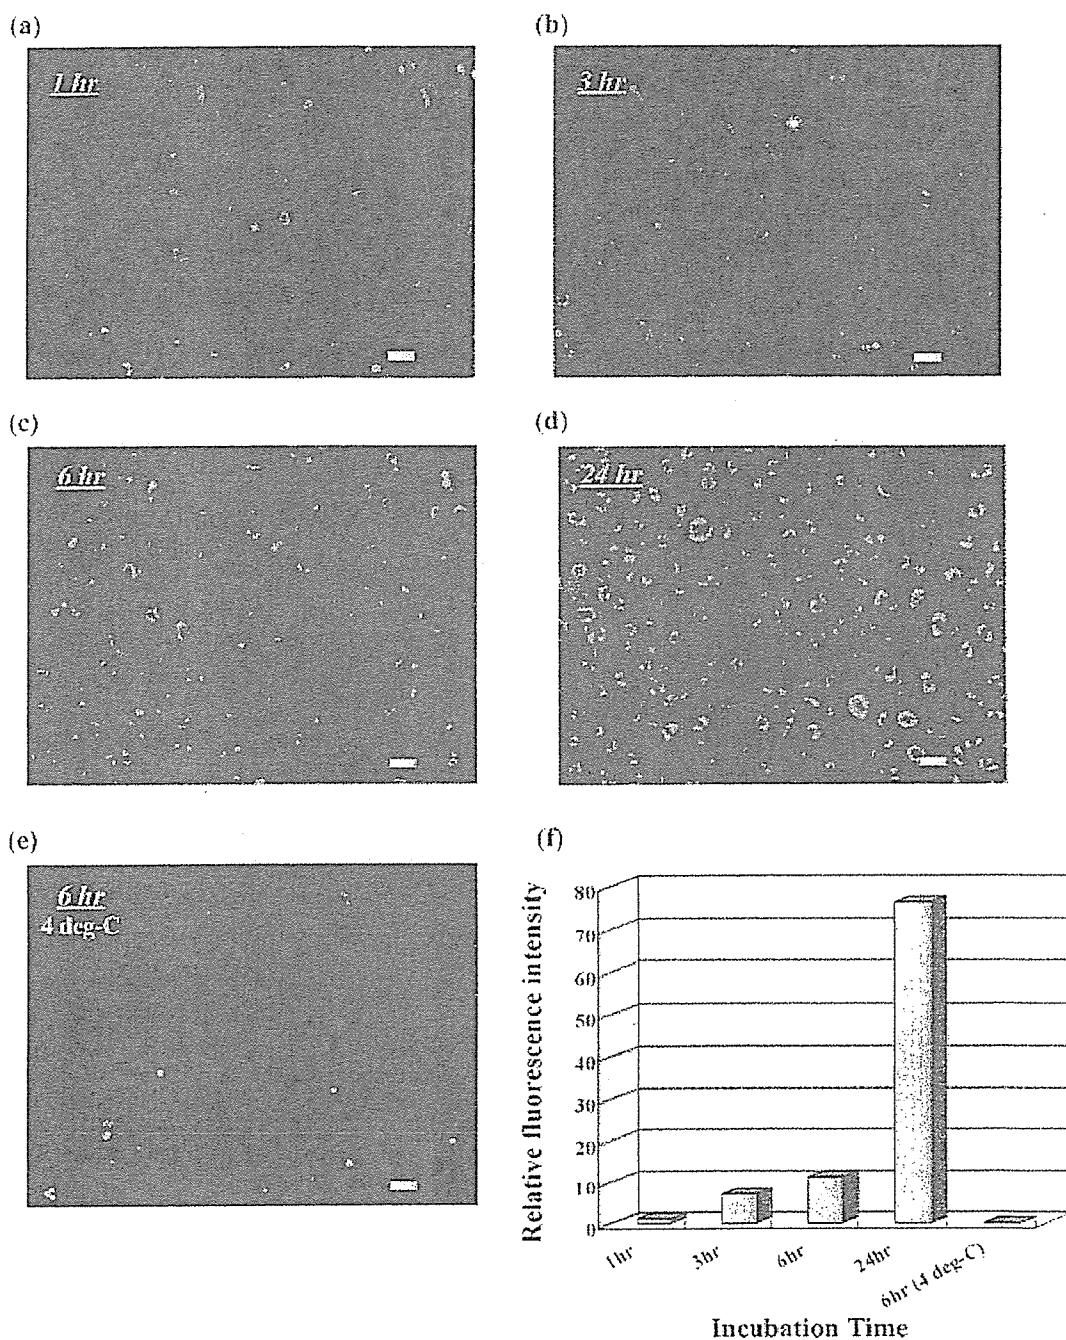 (a)
1 hr
(b)
3 hr
(c)
6 hr
(d)
24 hr
(e)
6 hr
4 deg-C
(f)
Relative fluorescence intensity
80
70
60
50
40
30
20
10
0
1hr
3hr
6hr
24hr
6hr (4 deg-C)
Incubation Time